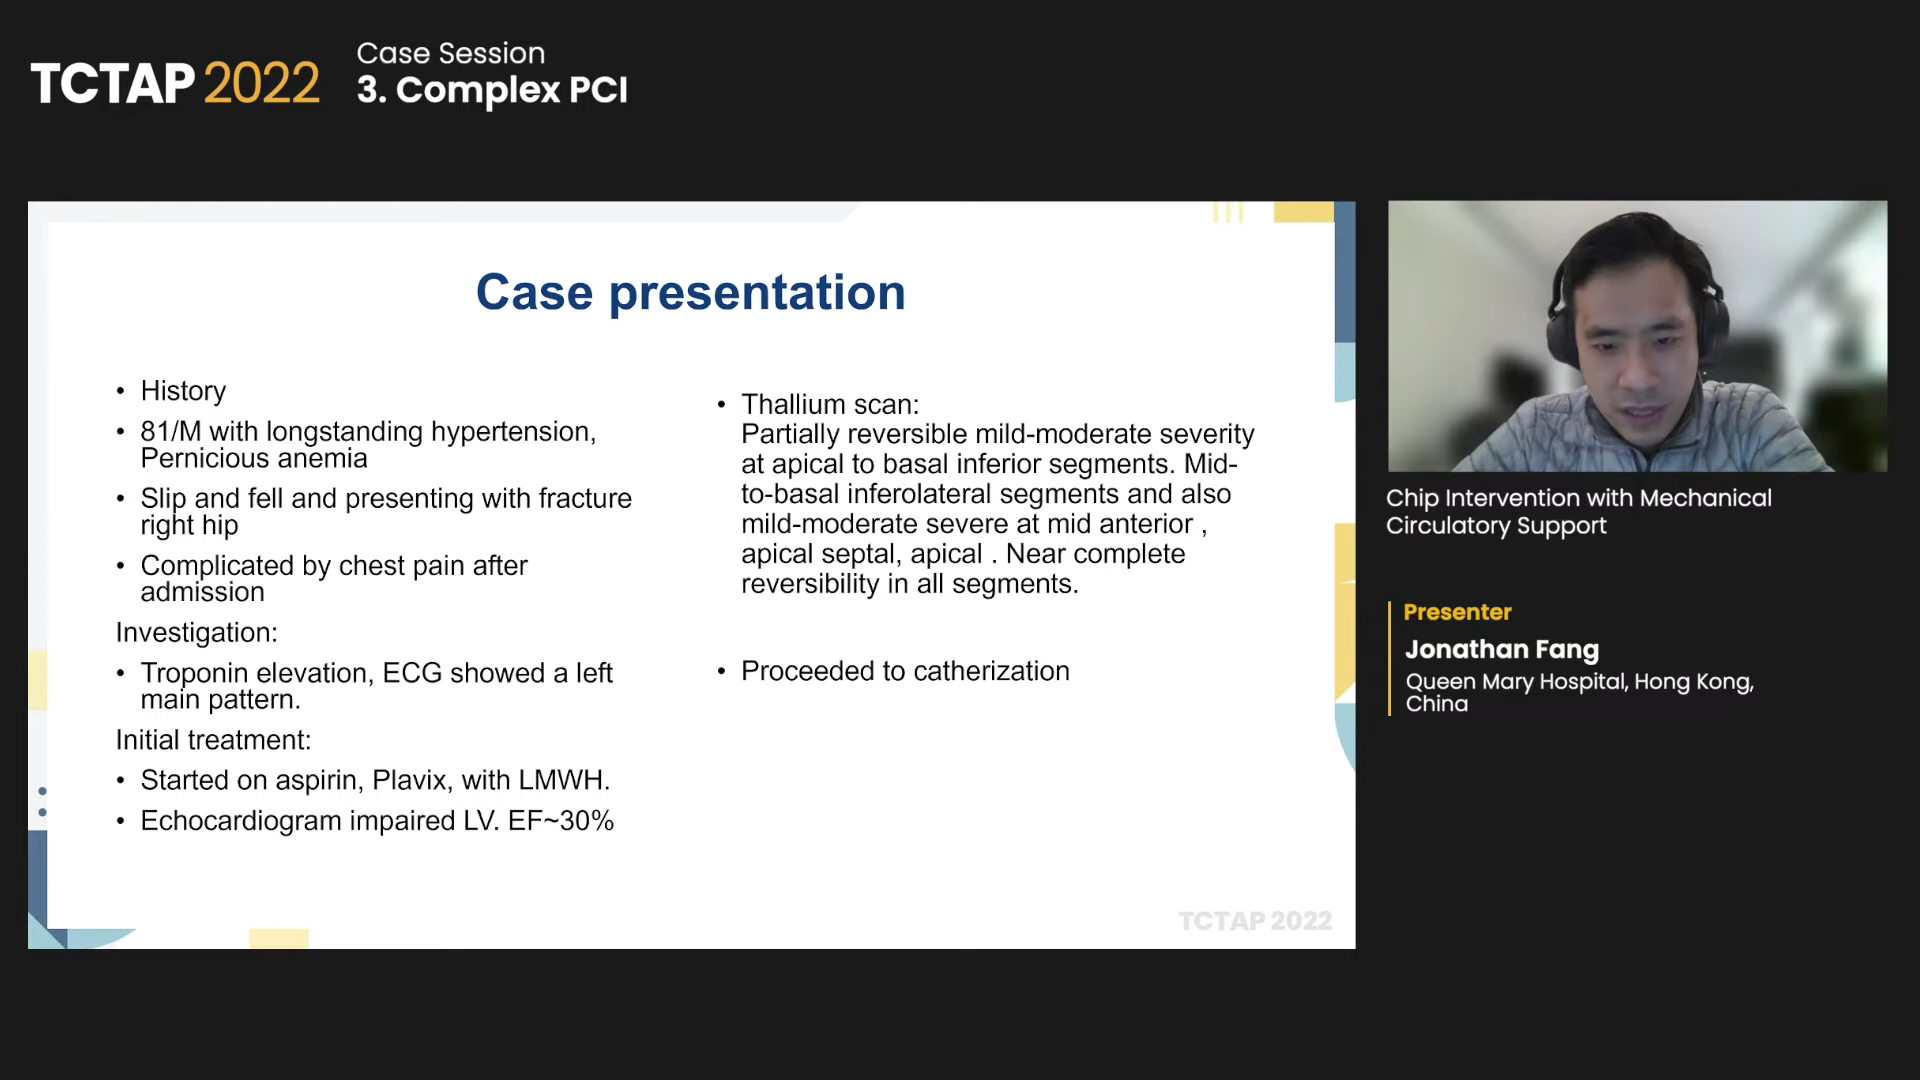 TCTAP 2022
Case Session
3. Complex PCI
Case presentation
• History
• 81/M with longstanding hypertension,
Pernicious anemia
• Slip and fell and presenting with fracture
right hip
• Complicated by chest pain after
admission
Investigation:
• Troponin elevation, ECG showed a left
main pattern.
Initial treatment:
• Started on aspirin, Plavix, with LMWH.
• Echocardiogram impaired LV. EF~30%
• Thallium scan:
Partially reversible mild-moderate severity
at apical to basal inferior segments. Mid-
to-basal inferolateral segments and also
mild-moderate severe at mid anterior ,
apical septal, apical . Near complete
reversibility in all segments.
• Proceeded to catherization
TCTAP 2022
Chip Intervention with Mechanical
Circulatory Support
Presenter
Jonathan Fang
Queen Mary Hospital, Hong Kong,
China